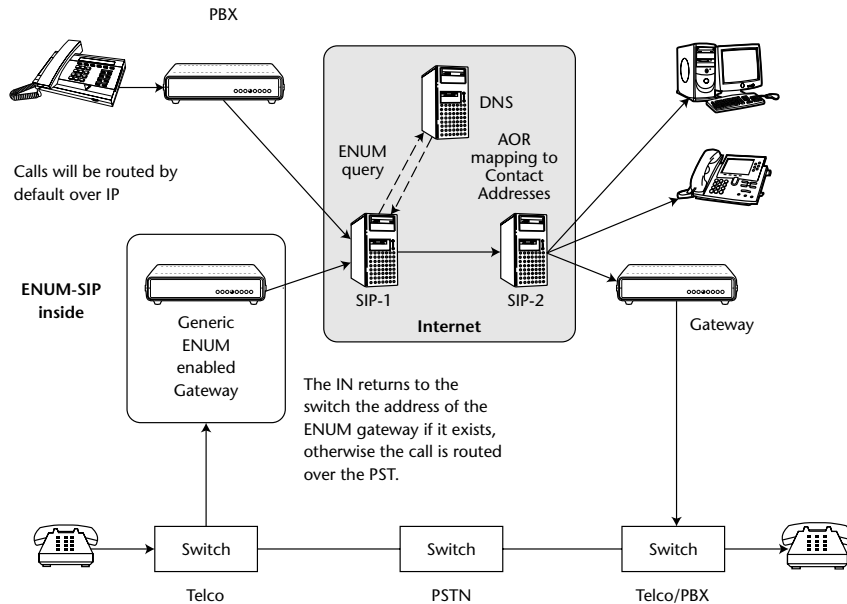 PBX
DNS
ENUM
query
AOR
mapping to
Contact
Addresses
Calls will be routed by
default over IP
ENUM-SIP
inside
SIP-1
SIP-2
Internet
Generic
ENUM
enabled
Gateway
Gateway
The IN returns to the
switch the address of the
ENUM gateway if it exists,
otherwise the call is routed
over the PST.
Switch
Switch
Switch
Telco
PSTN
Telco/PBX